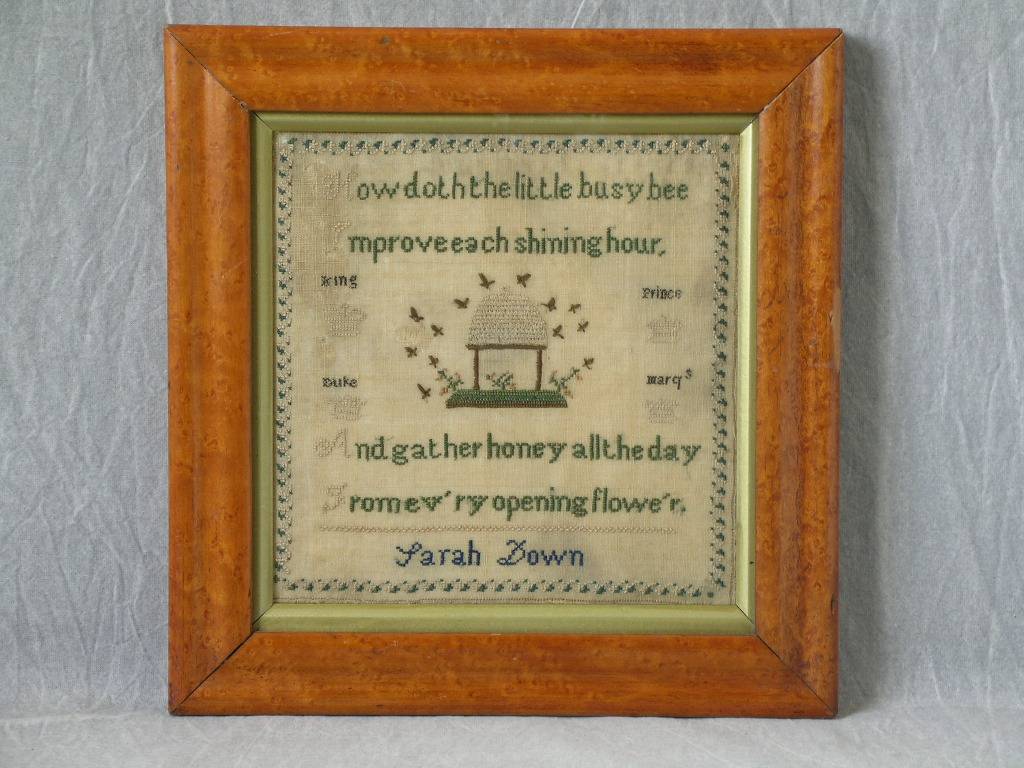 How doth the little busy bee
Improve each shining hour,
King
Prince
Duke
Marqs
And gather honey all the day
From ev'ry opening flowe'r.
Sarah Down